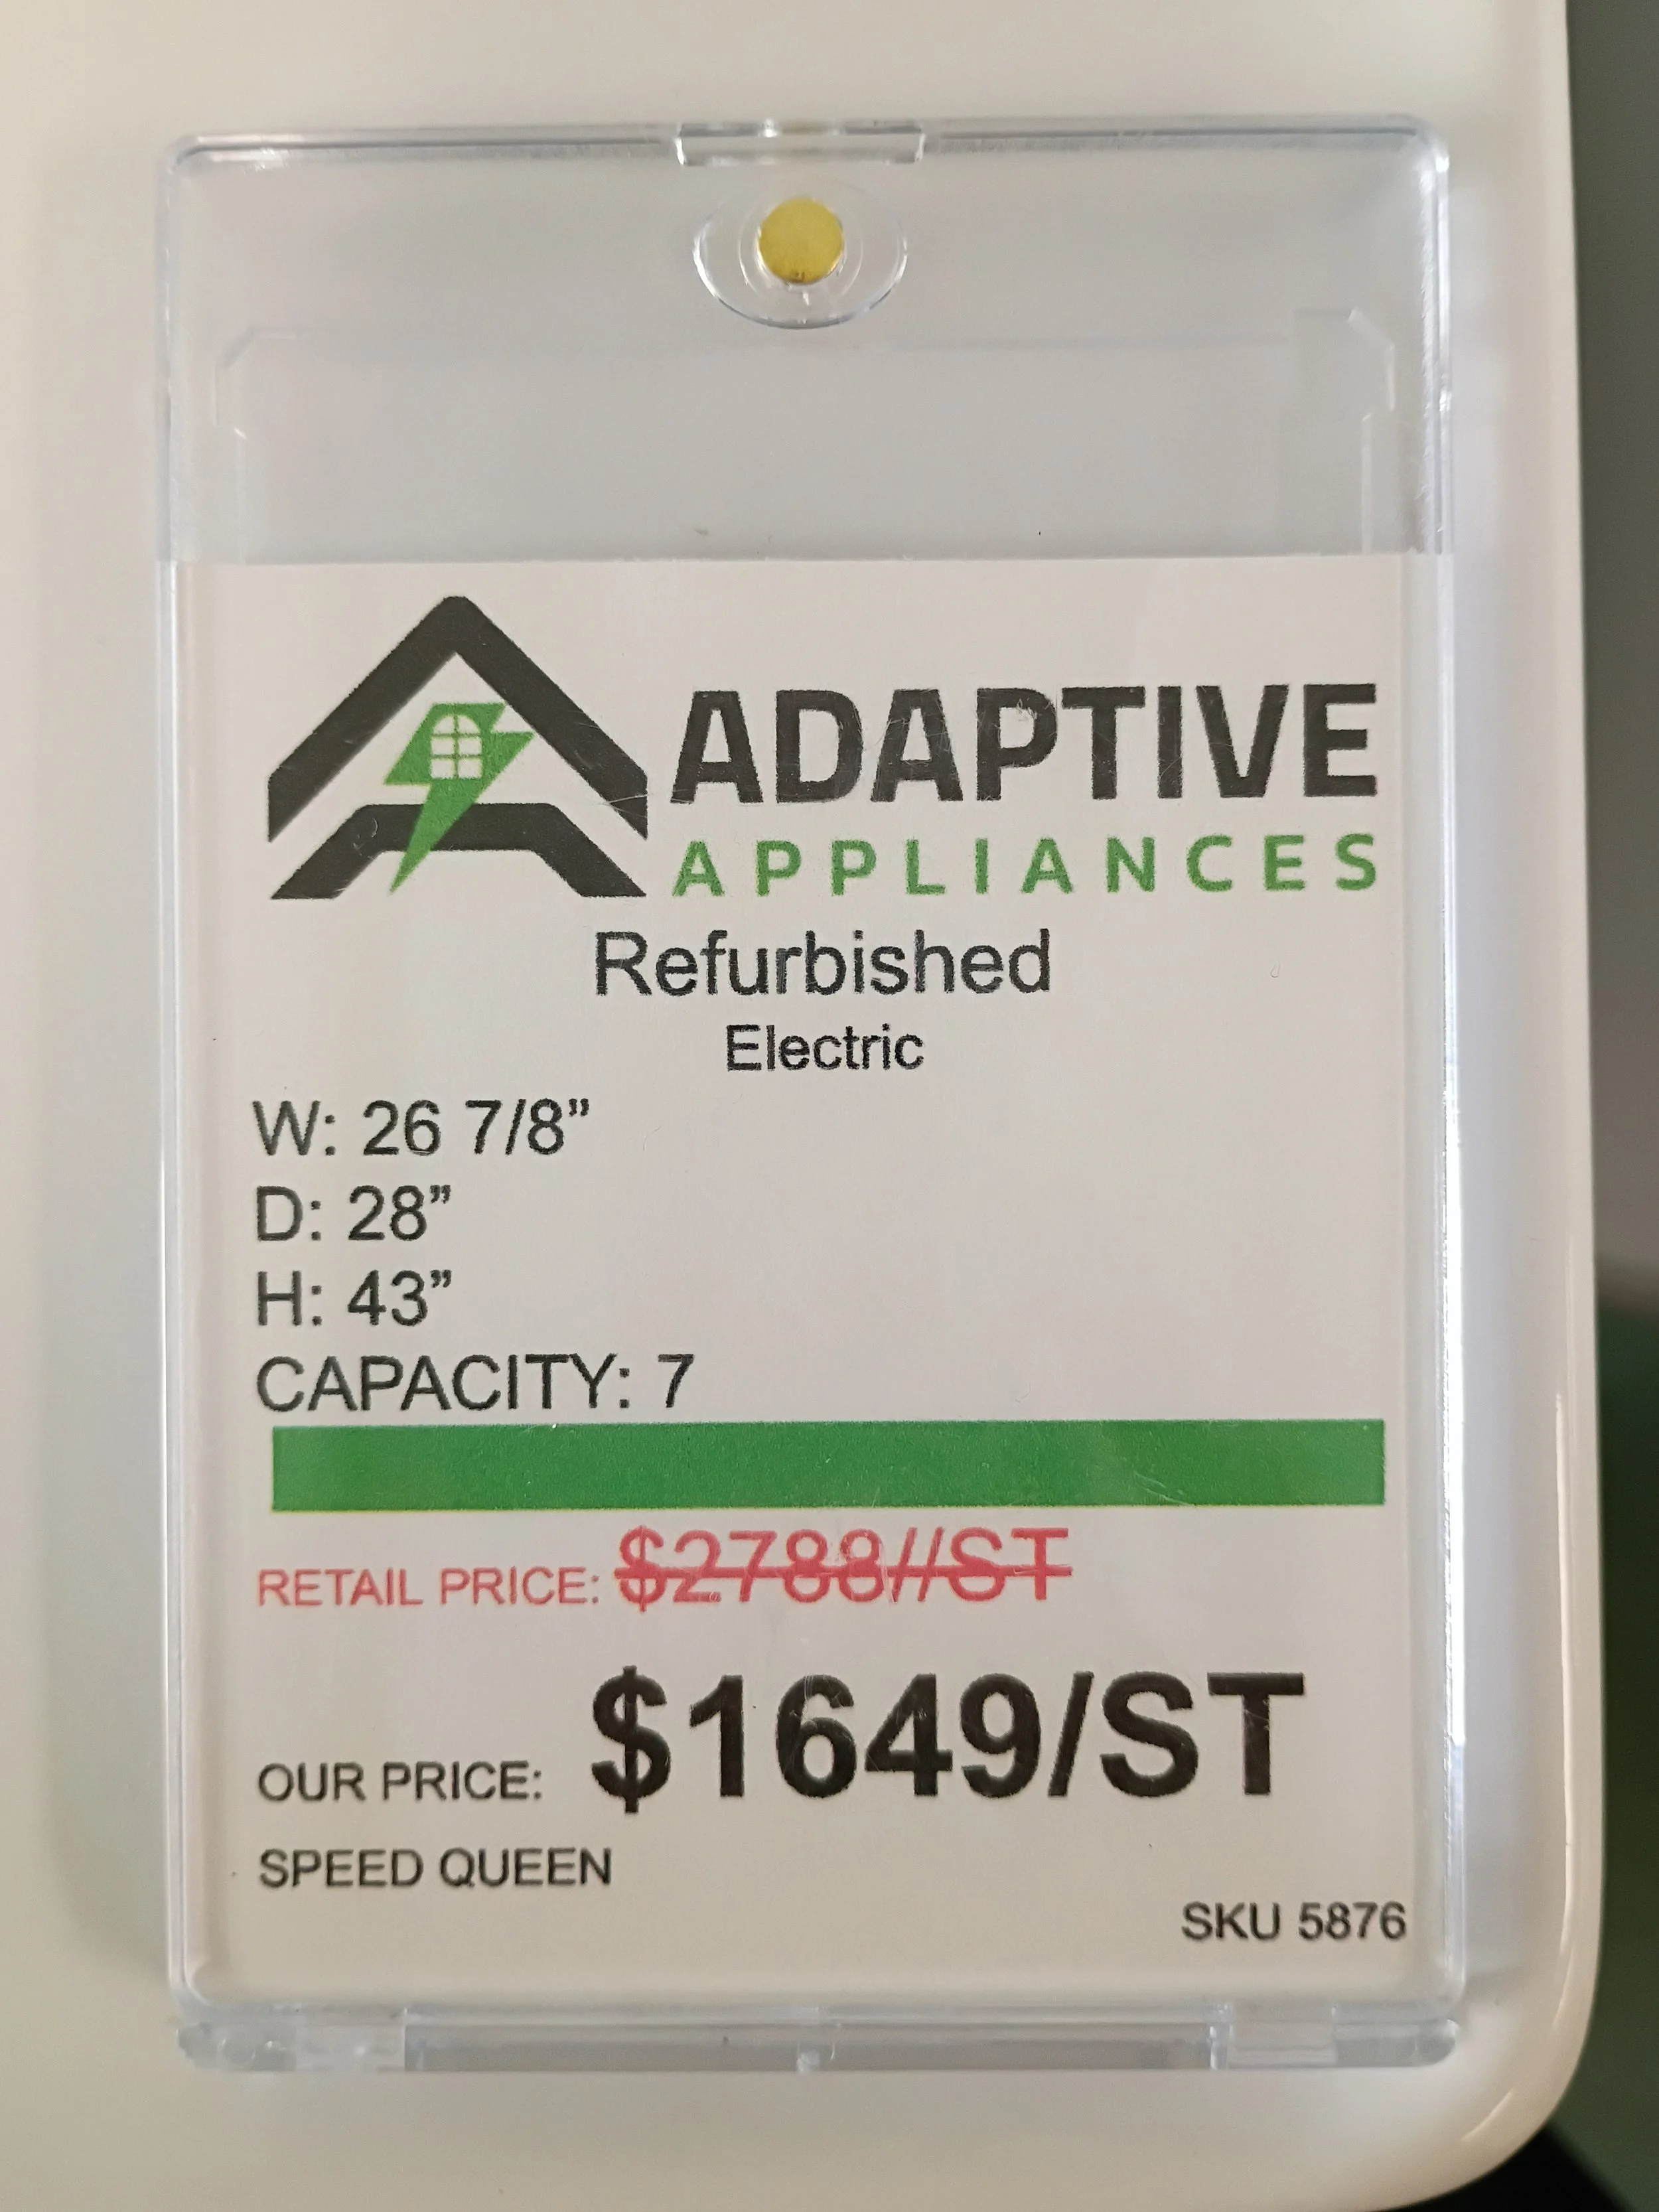 ADAPTIVE
APPLIANCES
Refurbished
Electric
W: 26 7/8”
D: 28”
H: 43”
CAPACITY: 7
RETAIL PRICE: $2788//ST
OUR PRICE: $1649/ST
SPEED QUEEN
SKU 5876